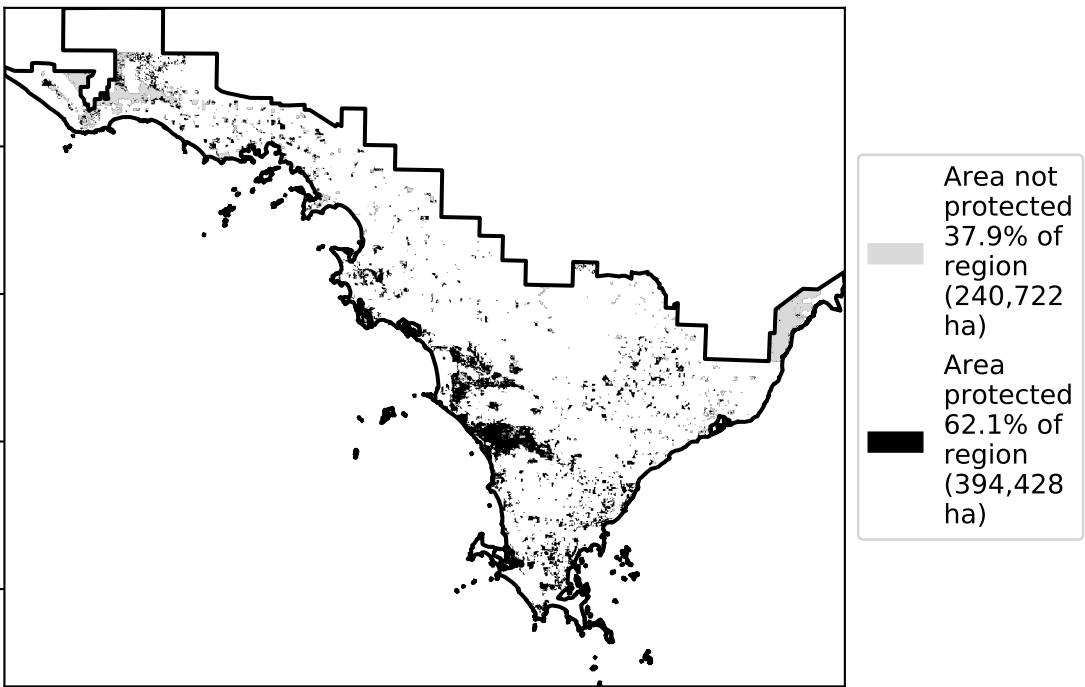 Area not
protected
37.9% of
region
(240,722
ha)
Area
protected
62.1% of
region
(394,428
ha)